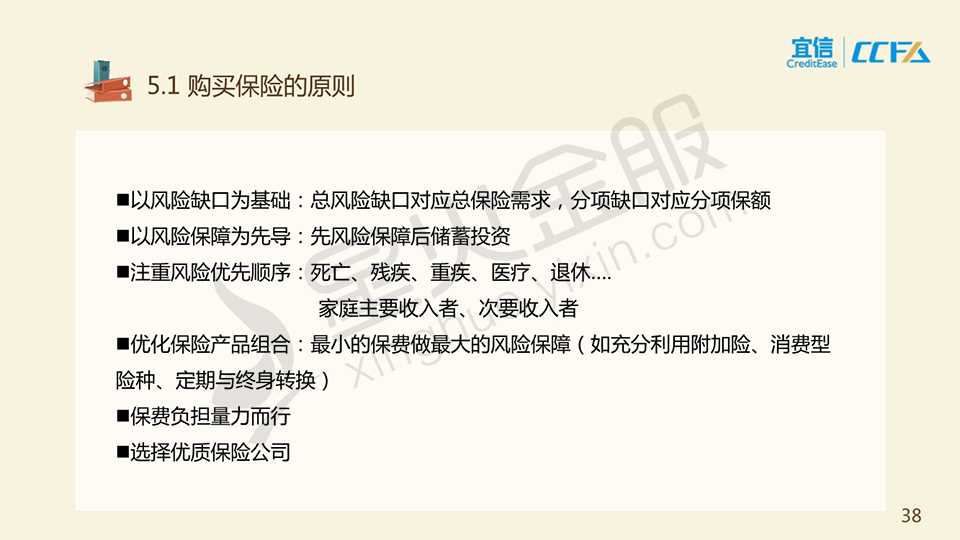 宜信
CreditEase
CCFA
5.1 购买保险的原则
■以风险缺口为基础：总风险缺口对应总保险需求，分项缺口对应分项保额
■以风险保障为先导：先风险保障后储蓄投资
■注重风险优先顺序：死亡、残疾、重疾、医疗、退休....
家庭主要收入者、次要收入者
■优化保险产品组合：最小的保费做最大的风险保障（如充分利用附加险、消费型
险种、定期与终身转换）
■保费负担量力而行
■选择优质保险公司
星火金服
xinghuo.yixin.com
38